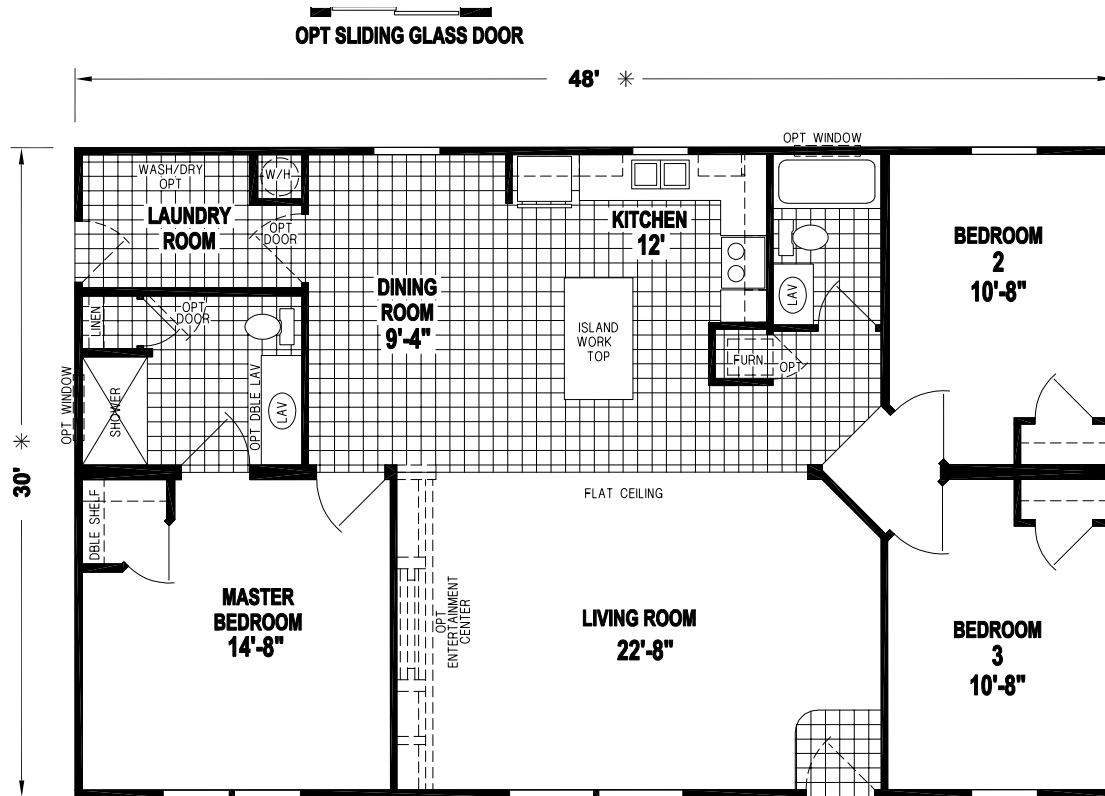 OPT SLIDING GLASS DOOR
48' ✳
OPT WINDOW
WASH/DRY
OPT
W/H
LAUNDRY
ROOM
OPT
DOOR
KITCHEN
12'
BEDROOM
2
10'-8"
DINING
ROOM
9'-4"
LAV
LINEN
OPT
DOOR
ISLAND
WORK
TOP
FURN
OPT
OPT WINDOW
SHOWER
OPT DBLE LAV
LAV
30' ✳
FLAT CEILING
DBLE SHELF
MASTER
BEDROOM
14'-8"
OPT
ENTERTAINMENT
CENTER
LIVING ROOM
22'-8"
BEDROOM
3
10'-8"